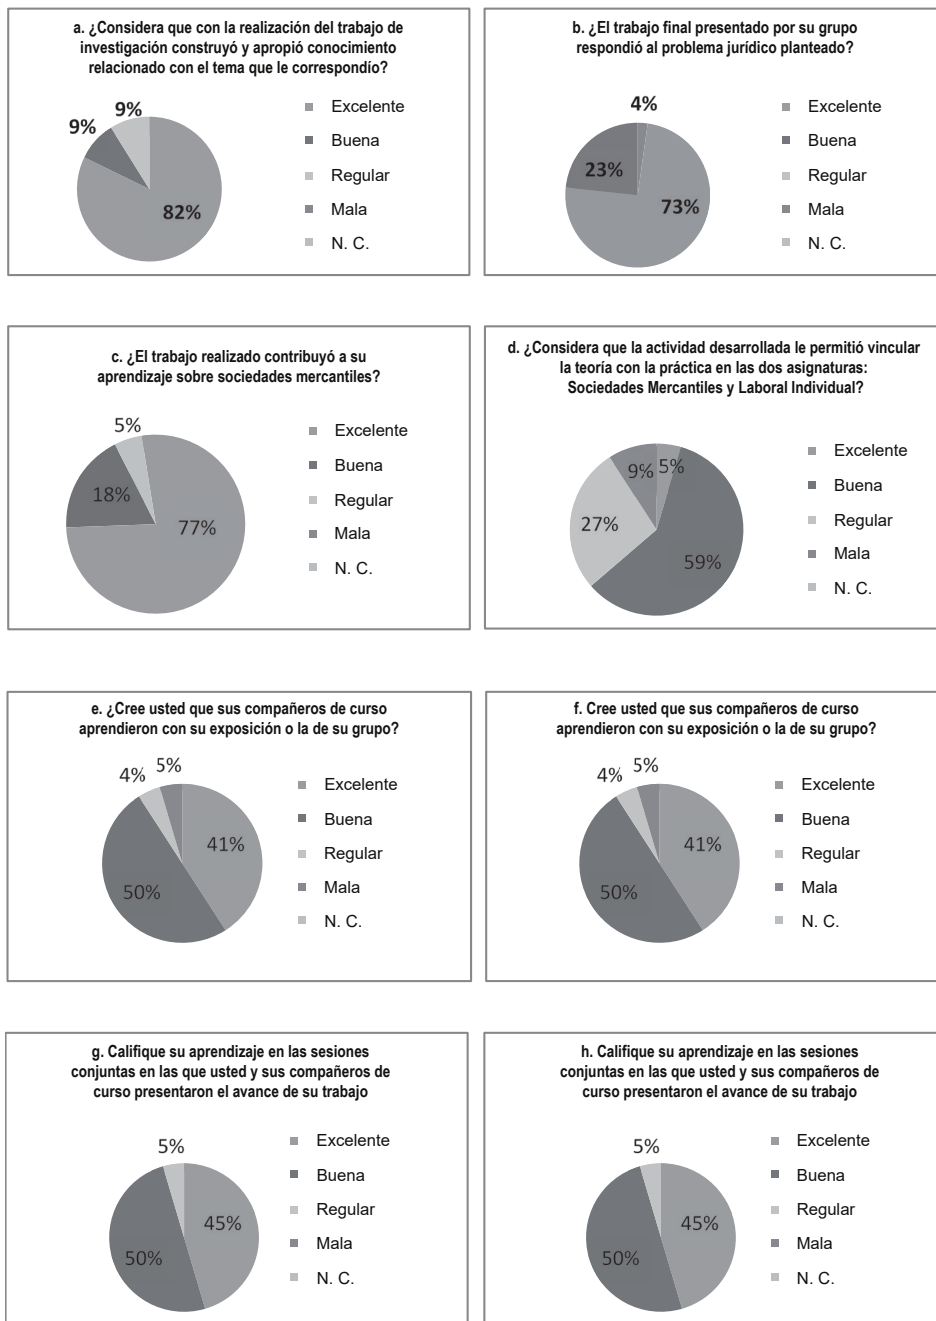 a. ¿Considera que con la realización del trabajo de
investigación construyó y apropió conocimiento
relacionado con el tema que le correspondío?
9%
9%
82%
Excelente
Buena
Regular
Mala
N. C.
b. ¿El trabajo final presentado por su grupo
respondió al problema jurídico planteado?
4%
23%
73%
Excelente
Buena
Regular
Mala
N. C.
c. ¿El trabajo realizado contribuyó a su
aprendizaje sobre sociedades mercantiles?
5%
18%
77%
Excelente
Buena
Regular
Mala
N. C.
d. ¿Considera que la actividad desarrollada le permitió vincular
la teoría con la práctica en las dos asignaturas:
Sociedades Mercantiles y Laboral Individual?
9%
5%
27%
59%
Excelente
Buena
Regular
Mala
N. C.
e. ¿Cree usted que sus compañeros de curso
aprendieron con su exposición o la de su grupo?
4%
5%
41%
50%
Excelente
Buena
Regular
Mala
N. C.
f. Cree usted que sus compañeros de curso
aprendieron con su exposición o la de su grupo?
4%
5%
41%
50%
Excelente
Buena
Regular
Mala
N. C.
g. Califique su aprendizaje en las sesiones
conjuntas en las que usted y sus compañeros de
curso presentaron el avance de su trabajo
5%
45%
50%
Excelente
Buena
Regular
Mala
N. C.
h. Califique su aprendizaje en las sesiones
conjuntas en las que usted y sus compañeros de
curso presentaron el avance de su trabajo
5%
45%
50%
Excelente
Buena
Regular
Mala
N. C.